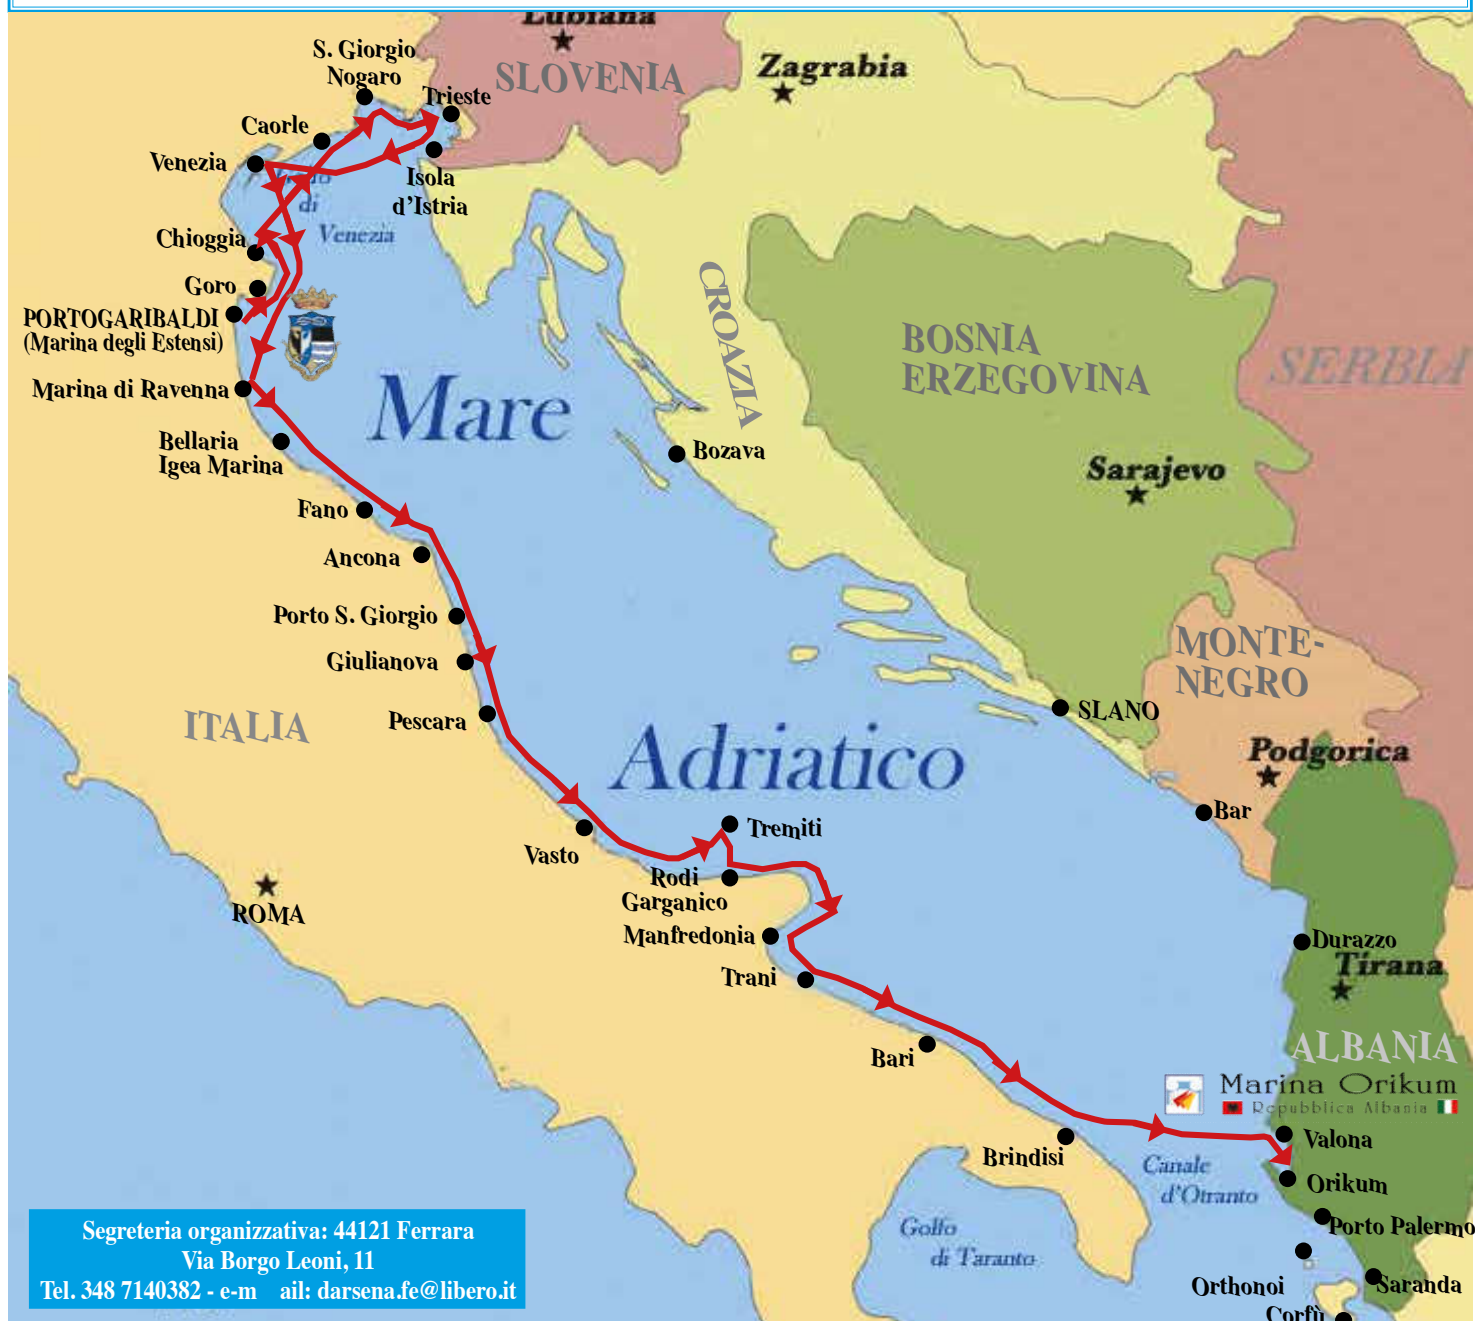 Lubiana
S. Giorgio
Nogaro
SLOVENIA
Zagrabia
Trieste
Caorle
Venezia
Isola
d'Istria
Golfo
di
Venezia
Chioggia
Goro
PORTOGARIBALDI
(Marina degli Estensi)
CROAZIA
BOSNIA
ERZEGOVINA
SERBIA
Marina di Ravenna
Mare
Bellaria
Igea Marina
Bozava
Sarajevo
Fano
Ancona
Porto S. Giorgio
Giulianova
MONTE-
NEGRO
Pescara
ITALIA
SLANO
Adriatico
Podgorica
Bar
Tremiti
Vasto
Rodi
Garganico
ROMA
Manfredonia
Durazzo
Tirana
Trani
Bari
ALBANIA
Marina Orikum
Repubblica Albania
Valona
Brindisi
Canale
d'Otranto
Orikum
Porto Palermo
Golfo
di Taranto
Orthonoi
Saranda
Corfù
Segreteria organizzativa: 44121 Ferrara
Via Borgo Leoni, 11
Tel. 348 7140382 - e-m ail: darsena.fe@libero.it